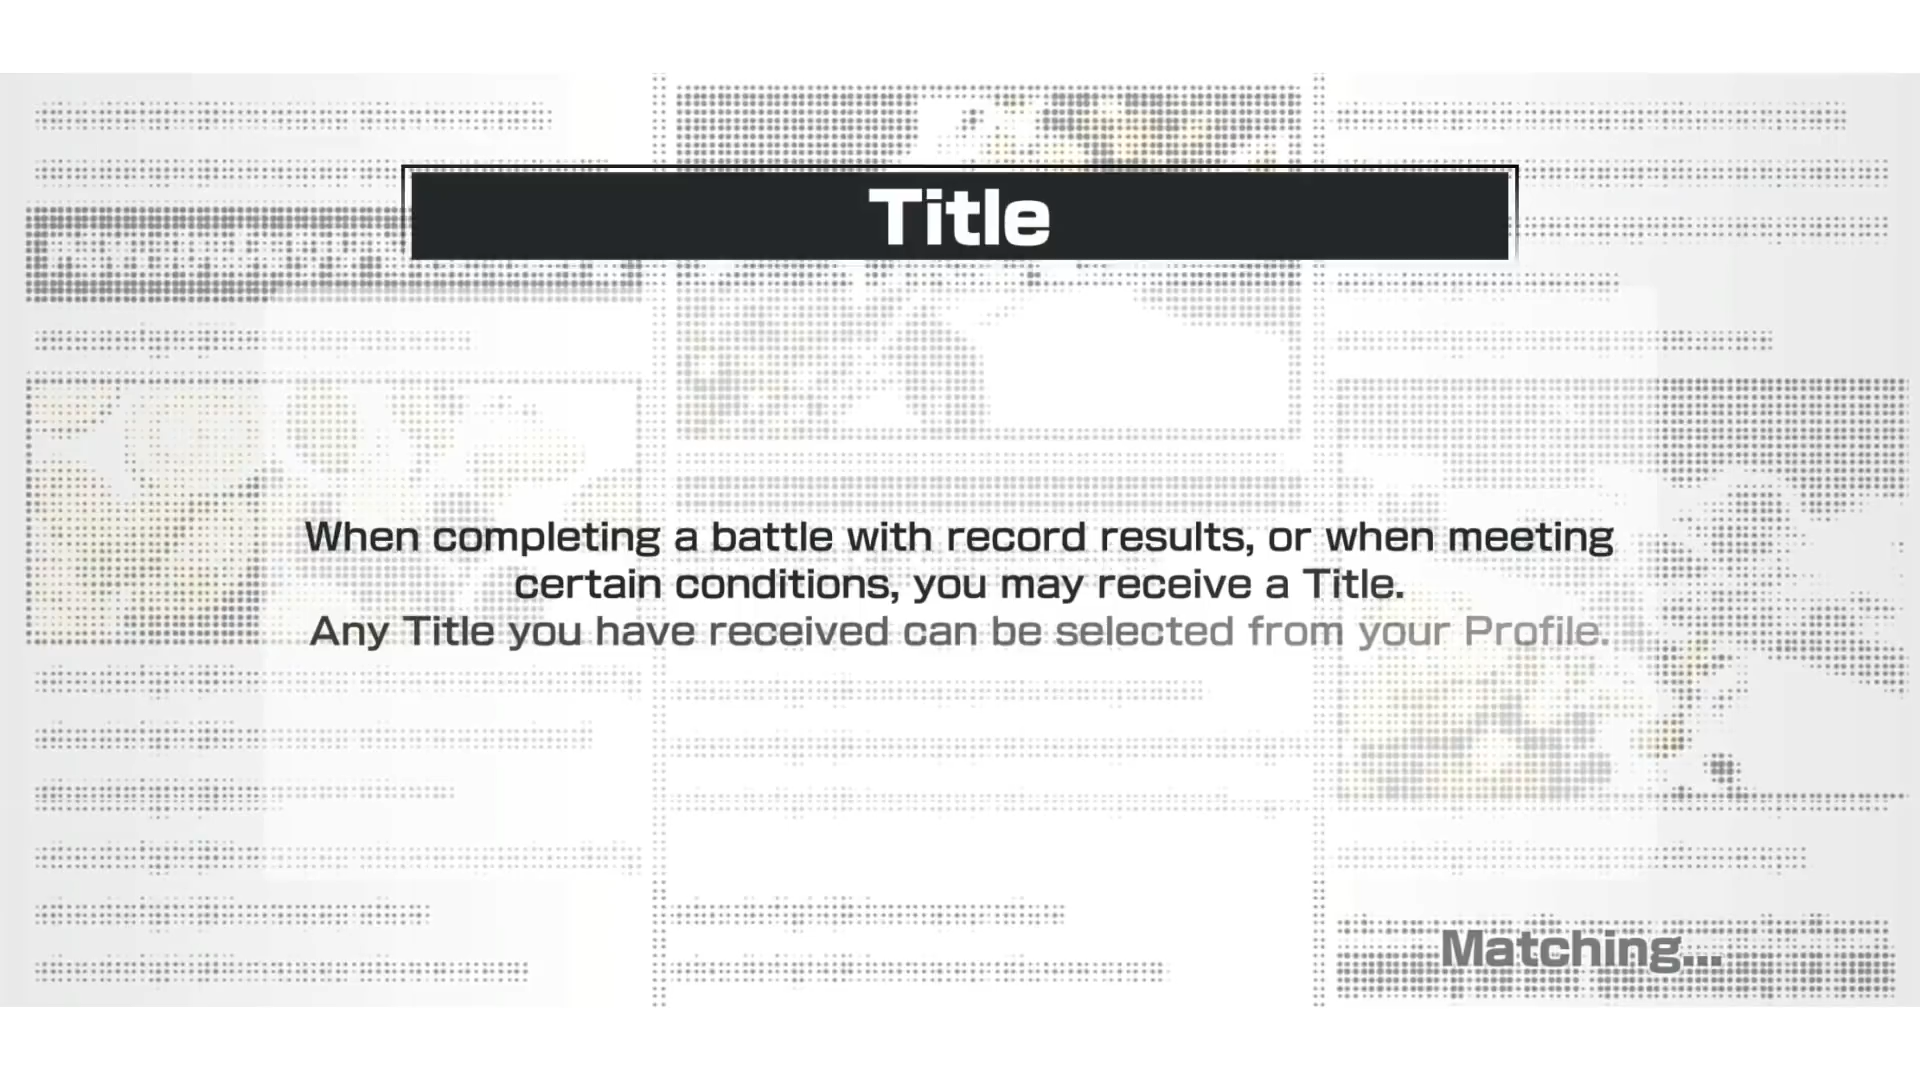 Title
When completing a battle with record results, or when meeting
certain conditions, you may receive a Title.
Any Title you have received can be selected from your Profile.
Matching...